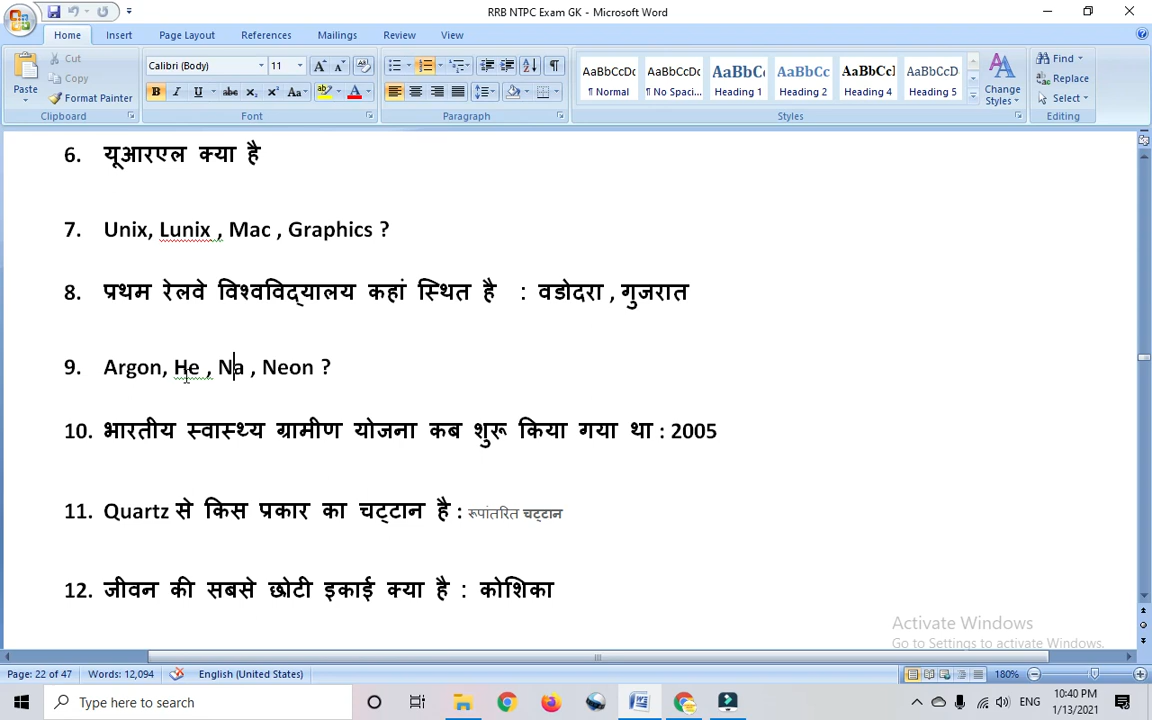 RRB NTPC Exam GK - Microsoft Word
Home Insert Page Layout References Mailings Review View
Paste
Cut
Copy
Format Painter
Clipboard
Calibri (Body) 11
Font
Paragraph
AaBbCcDc AaBbCcDc AaBbC AaBbCc AaBbCcI AaBbCcDc
¶ Normal ¶ No Spaci... Heading 1 Heading 2 Heading 4 Heading 5
Change Styles
Styles
Find
Replace
Select
Editing
6. यूआरएल क्या है
7. Unix, Lunix , Mac , Graphics ?
8. प्रथम रेलवे विश्वविद्यालय कहां स्थित है : वडोदरा , गुजरात
9. Argon, He , Na , Neon ?
10. भारतीय स्वास्थ्य ग्रामीण योजना कब शुरू किया गया था : 2005
11. Quartz से किस प्रकार का चट्टान है : रूपांतरित चट्टान
12. जीवन की सबसे छोटी इकाई क्या है : कोशिका
Activate Windows
Go to Settings to activate Windows.
Page: 22 of 47 Words: 12,094 English (United States) 180%
Type here to search
ENG
10:40 PM
1/13/2021